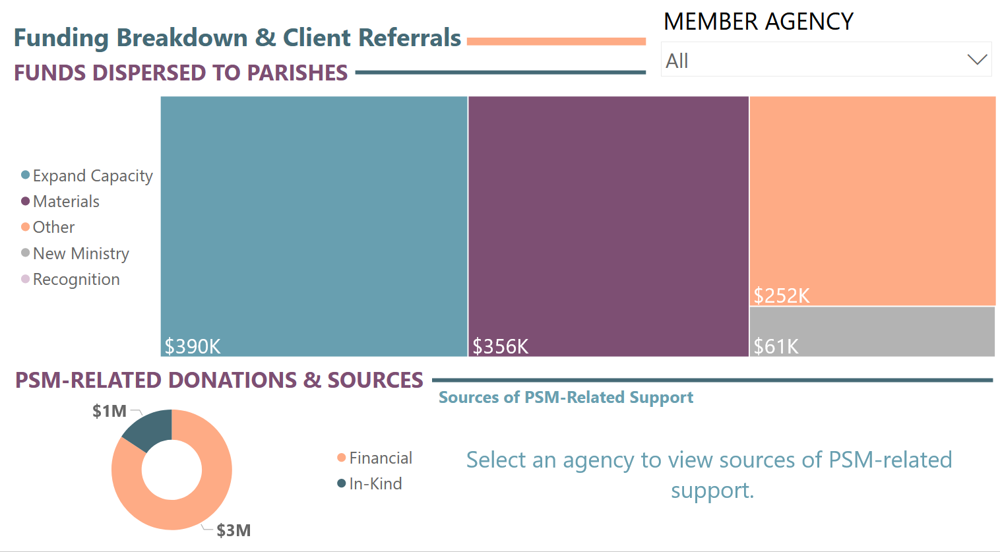 Funding Breakdown & Client Referrals
MEMBER AGENCY
All
FUNDS DISPERSED TO PARISHES
Expand Capacity
Materials
Other
New Ministry
Recognition
$390K
$356K
$252K
$61K
PSM-RELATED DONATIONS & SOURCES
$1M
$3M
Financial
In-Kind
Sources of PSM-Related Support
Select an agency to view sources of PSM-related
support.